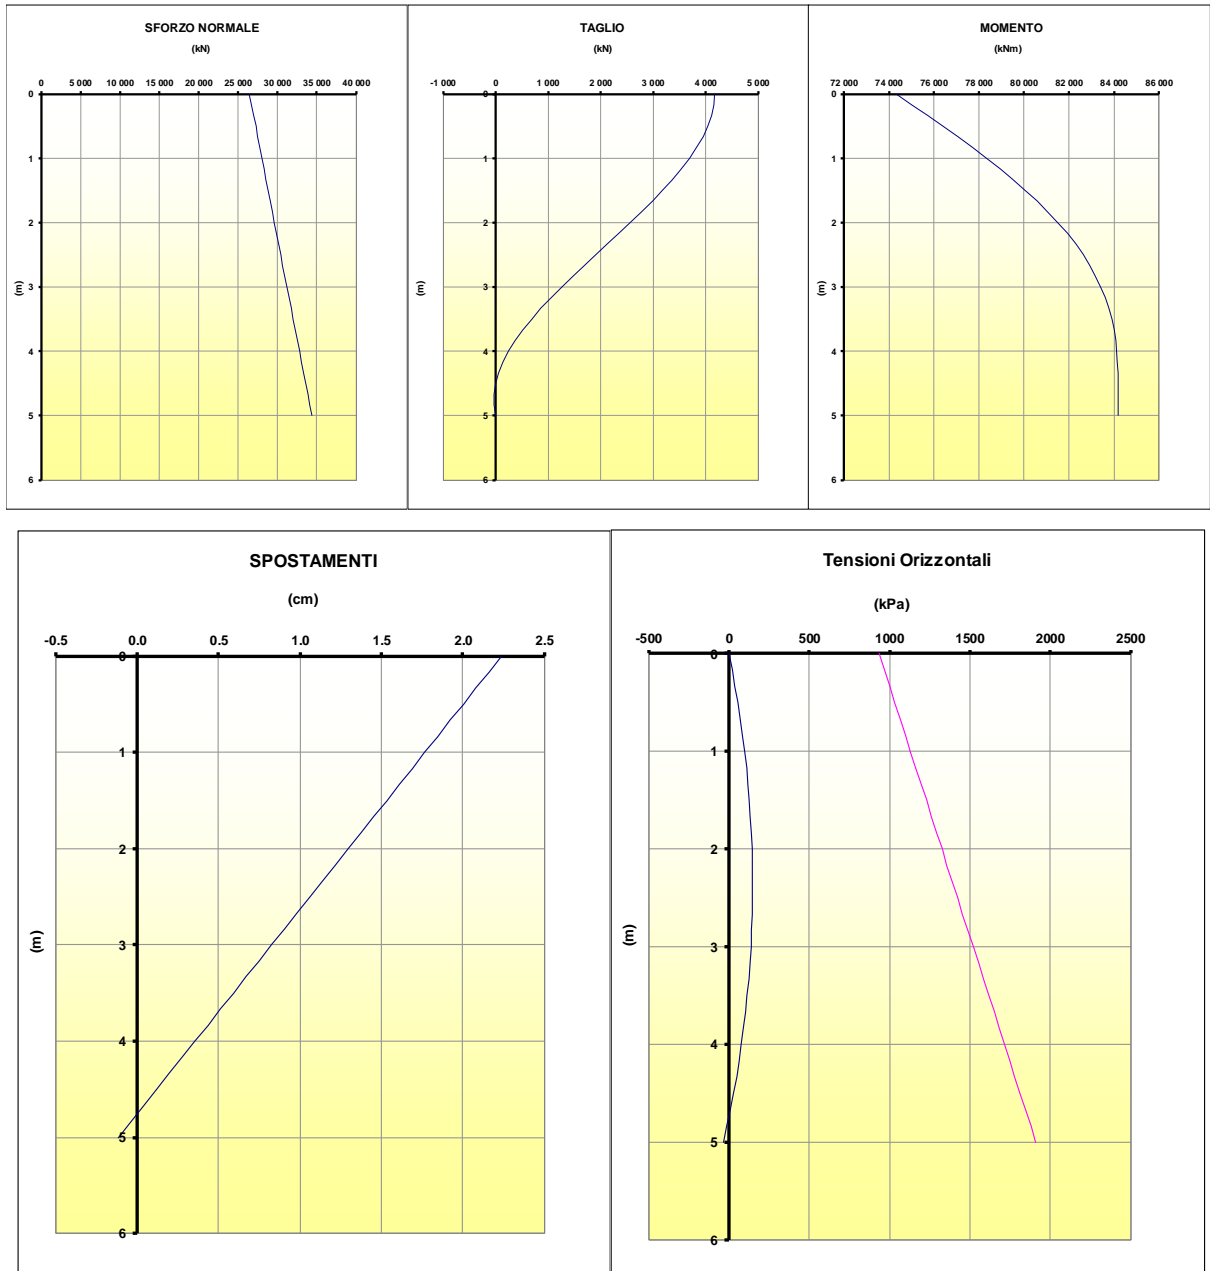 SFORZO NORMALE
(kN)
0 5 000 10 000 15 000 20 000 25 000 30 000 35 000 40 000
0
1
2
3
4
5
6
(m)
TAGLIO
(kN)
-1 000 0 1 000 2 000 3 000 4 000 5 000
0
1
2
3
4
5
6
(m)
MOMENTO
(kNm)
72 000 74 000 76 000 78 000 80 000 82 000 84 000 86 000
0
1
2
3
4
5
6
(m)
SPOSTAMENTI
(cm)
-0.5 0.0 0.5 1.0 1.5 2.0 2.5
0
1
2
3
4
5
6
(m)
Tensioni Orizzontali
(kPa)
-500 0 500 1000 1500 2000 2500
0
1
2
3
4
5
6
(m)